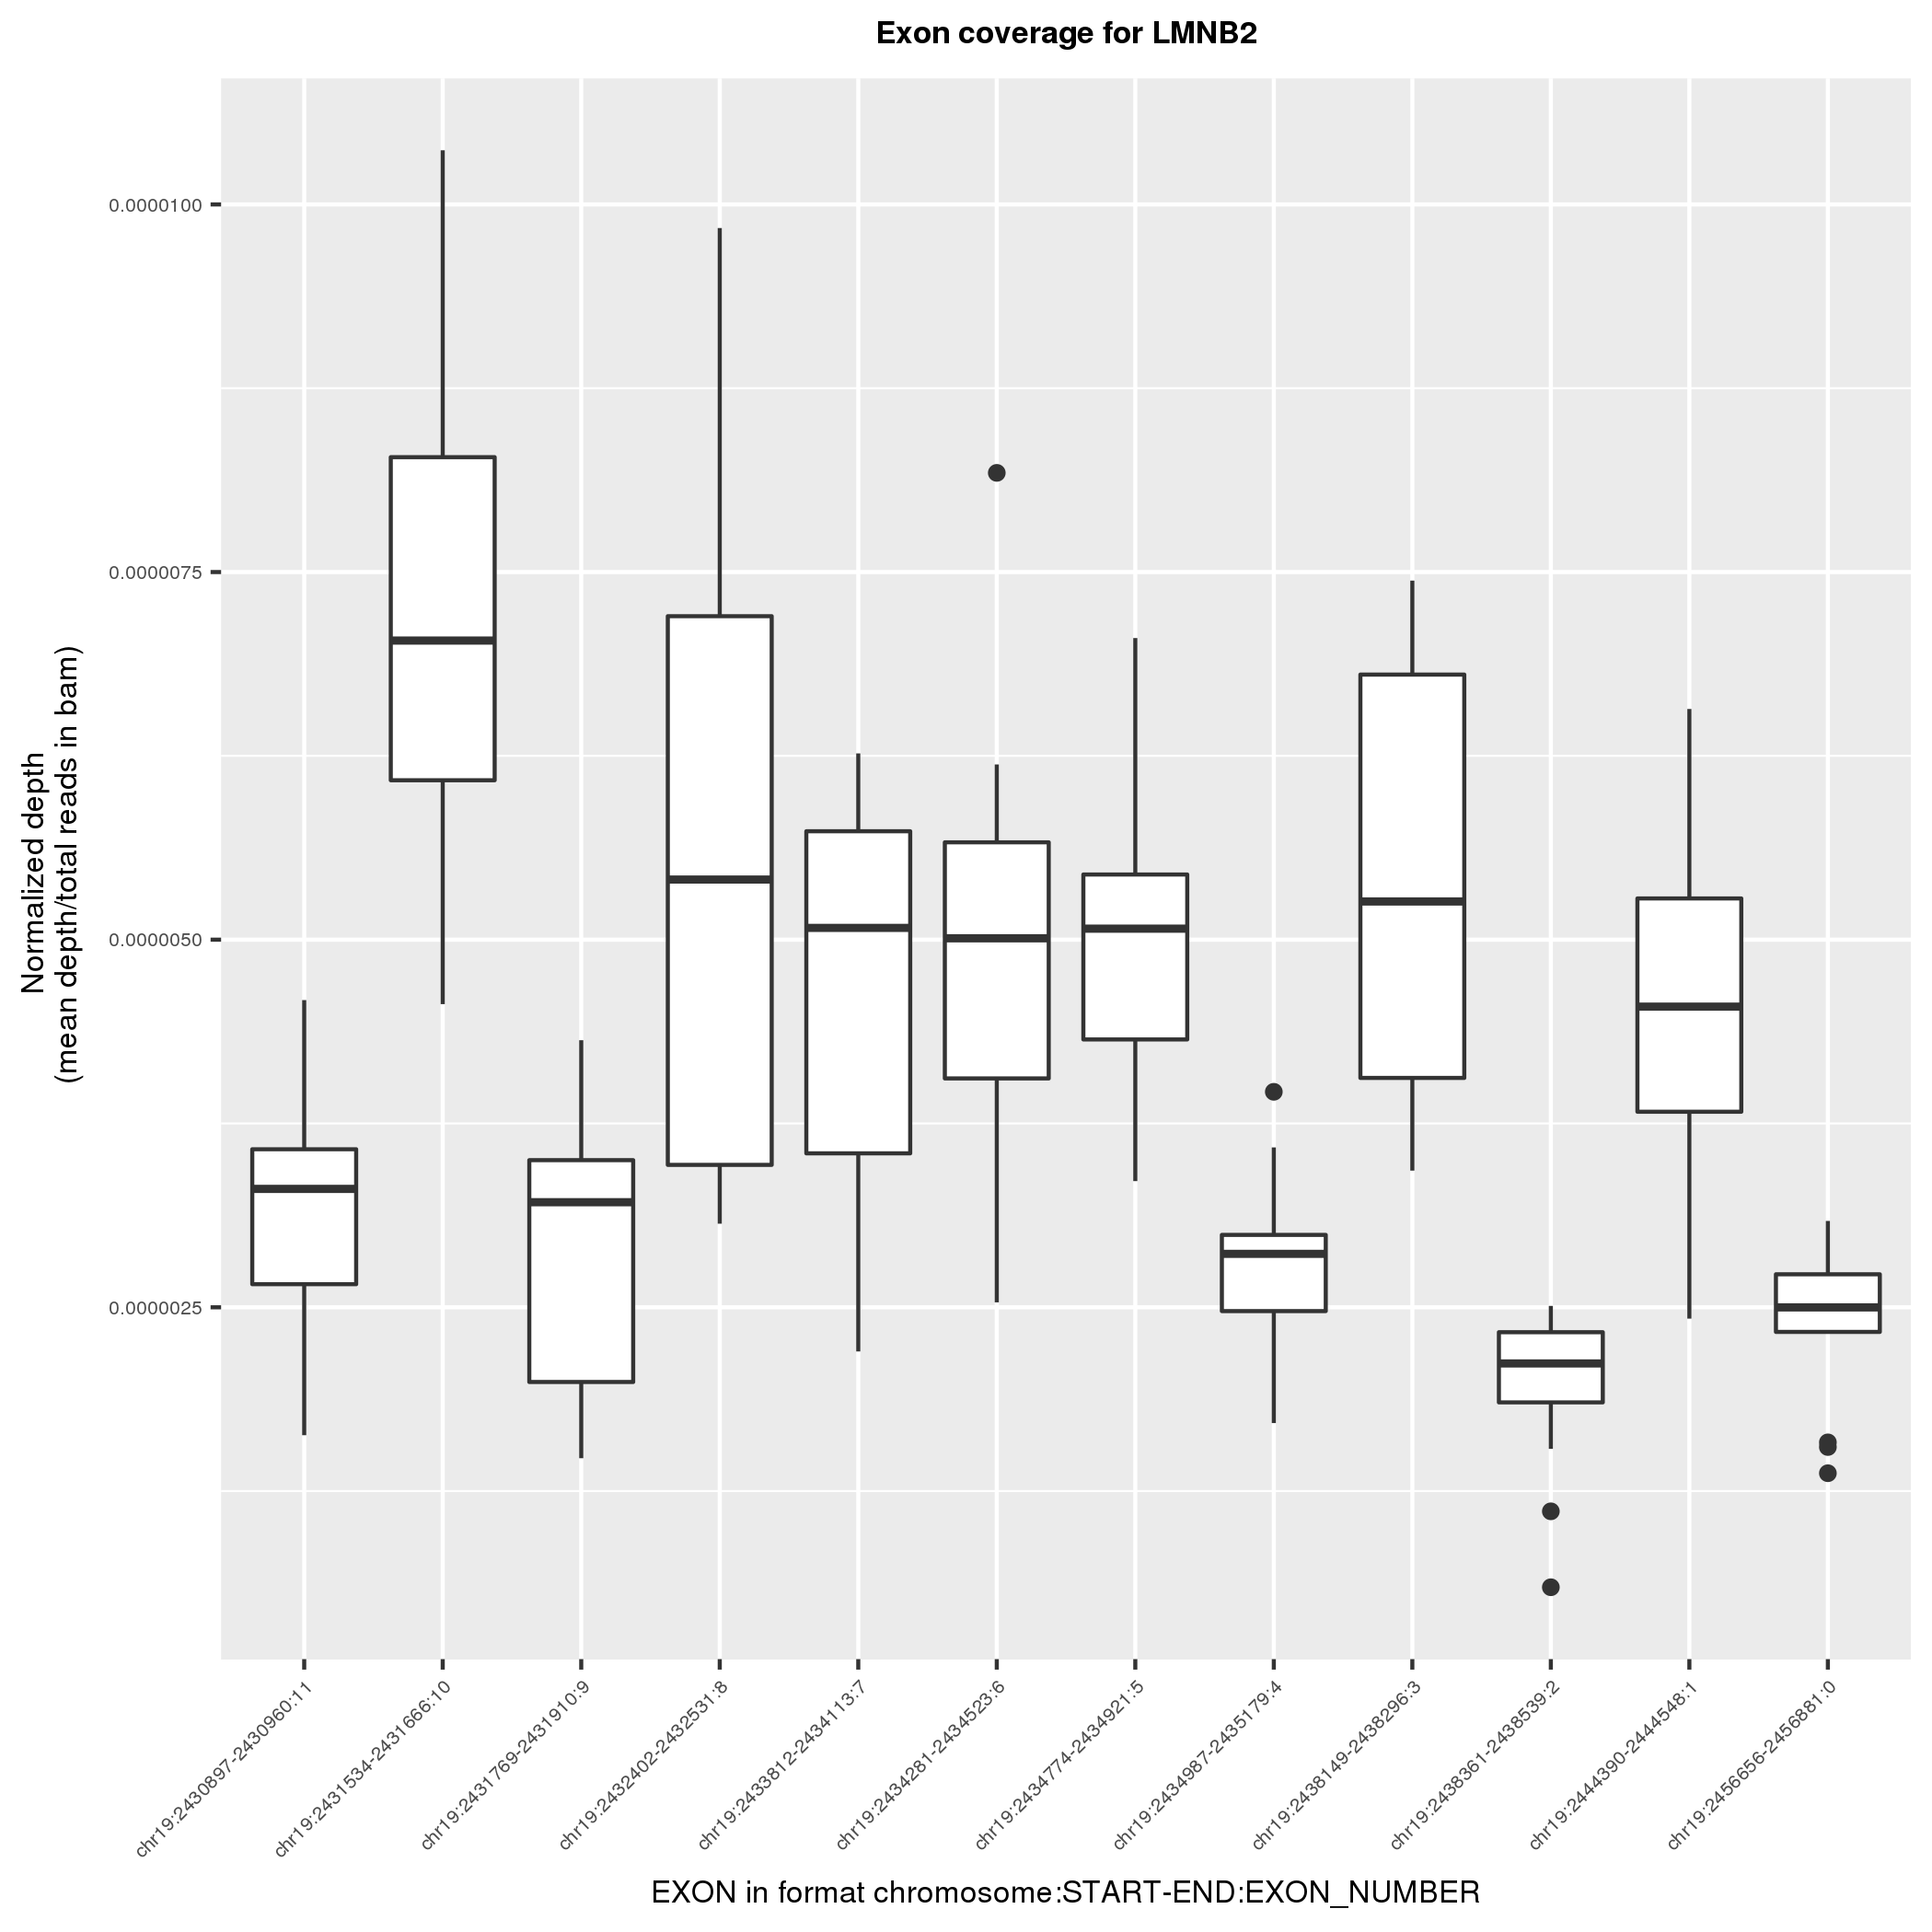 Exon coverage for LMNB2
0.0000100
0.0000075
0.0000050
0.0000025
Normalized depth
(mean depth/total reads in bam)
chr19:2430897-2430960:11
chr19:2431534-2431666:10
chr19:2431769-2431910:9
chr19:2432402-2432531:8
chr19:2433812-2434113:7
chr19:2434281-2434523:6
chr19:2434774-2434921:5
chr19:2434987-2435179:4
chr19:2438149-2438296:3
chr19:2438361-2438539:2
chr19:2444390-2444548:1
chr19:2456656-2456881:0
EXON in format chromosome:START-END:EXON_NUMBER